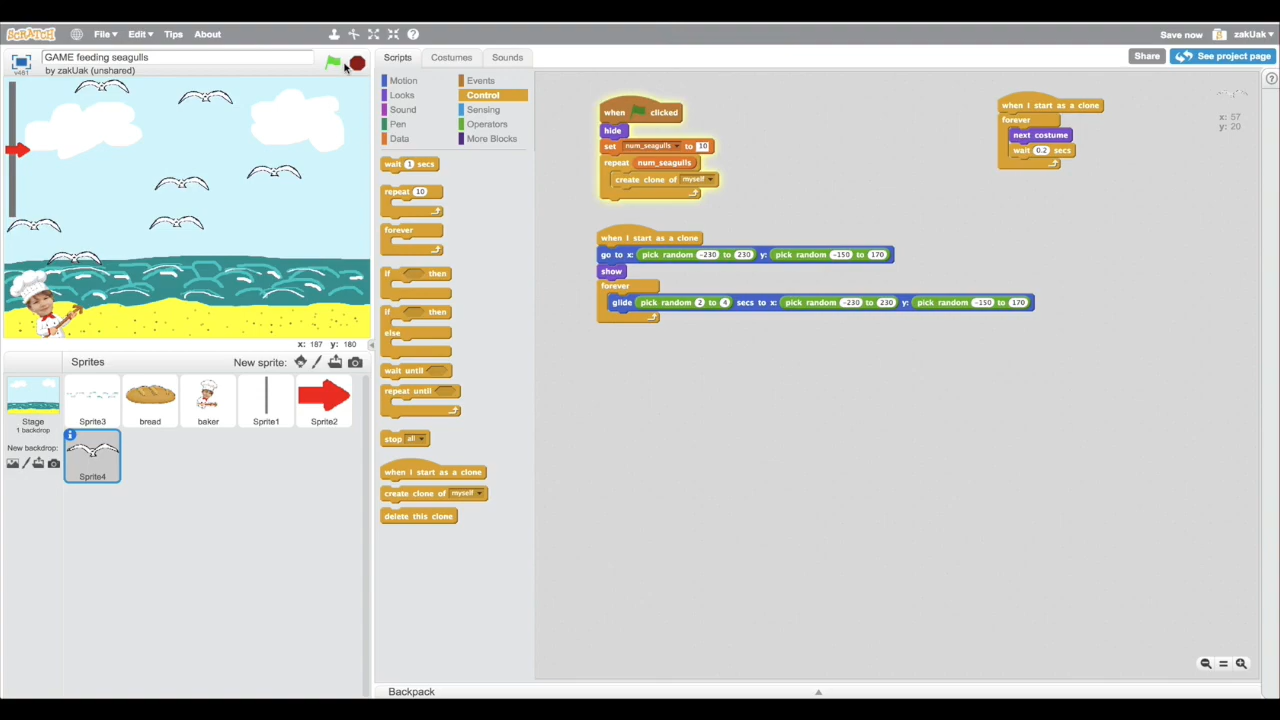 SCRATCH File Edit Tips About Save now zakUak
GAME feeding seagulls
by zakUak (unshared)
v461
Scripts Costumes Sounds
Share See project page
Motion Events
Looks Control
Sound Sensing
Pen Operators
Data More Blocks
wait 1 secs
repeat 10
forever
if then
if then
else
wait until
repeat until
stop all
when I start as a clone
create clone of myself
delete this clone
when clicked
hide
set num_seagulls to 10
repeat num_seagulls
create clone of myself
when I start as a clone
go to x: pick random -230 to 230 y: pick random -150 to 170
show
forever
glide pick random 2 to 4 secs to x: pick random -230 to 230 y: pick random -150 to 170
when I start as a clone
forever
next costume
wait 0.2 secs
x: 57
y: 20
x: 187 y: 180
Sprites New sprite:
Stage
1 backdrop
New backdrop:
Sprite3 bread baker Sprite1 Sprite2
Sprite4
Backpack